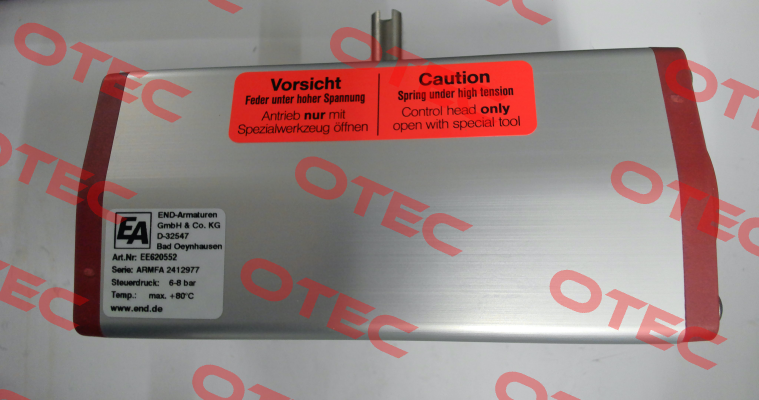 Vorsicht
Feder unter hoher Spannung
Antrieb nur mit
Spezialwerkzeug öffnen
Caution
Spring under high tension
Control head only
open with special tool
EA
END-Armaturen
GmbH & Co. KG
D-32547
Bad Oeynhausen
Art.Nr: EE620552
Serie: ARMFA 2412977
Steuerdruck: 6-8 bar
Temp.: max. +80°C
www.end.de
OTEC
OTEC
OTEC
OTEC
OTEC
OTEC
OTEC
OTEC
OTEC
OTEC